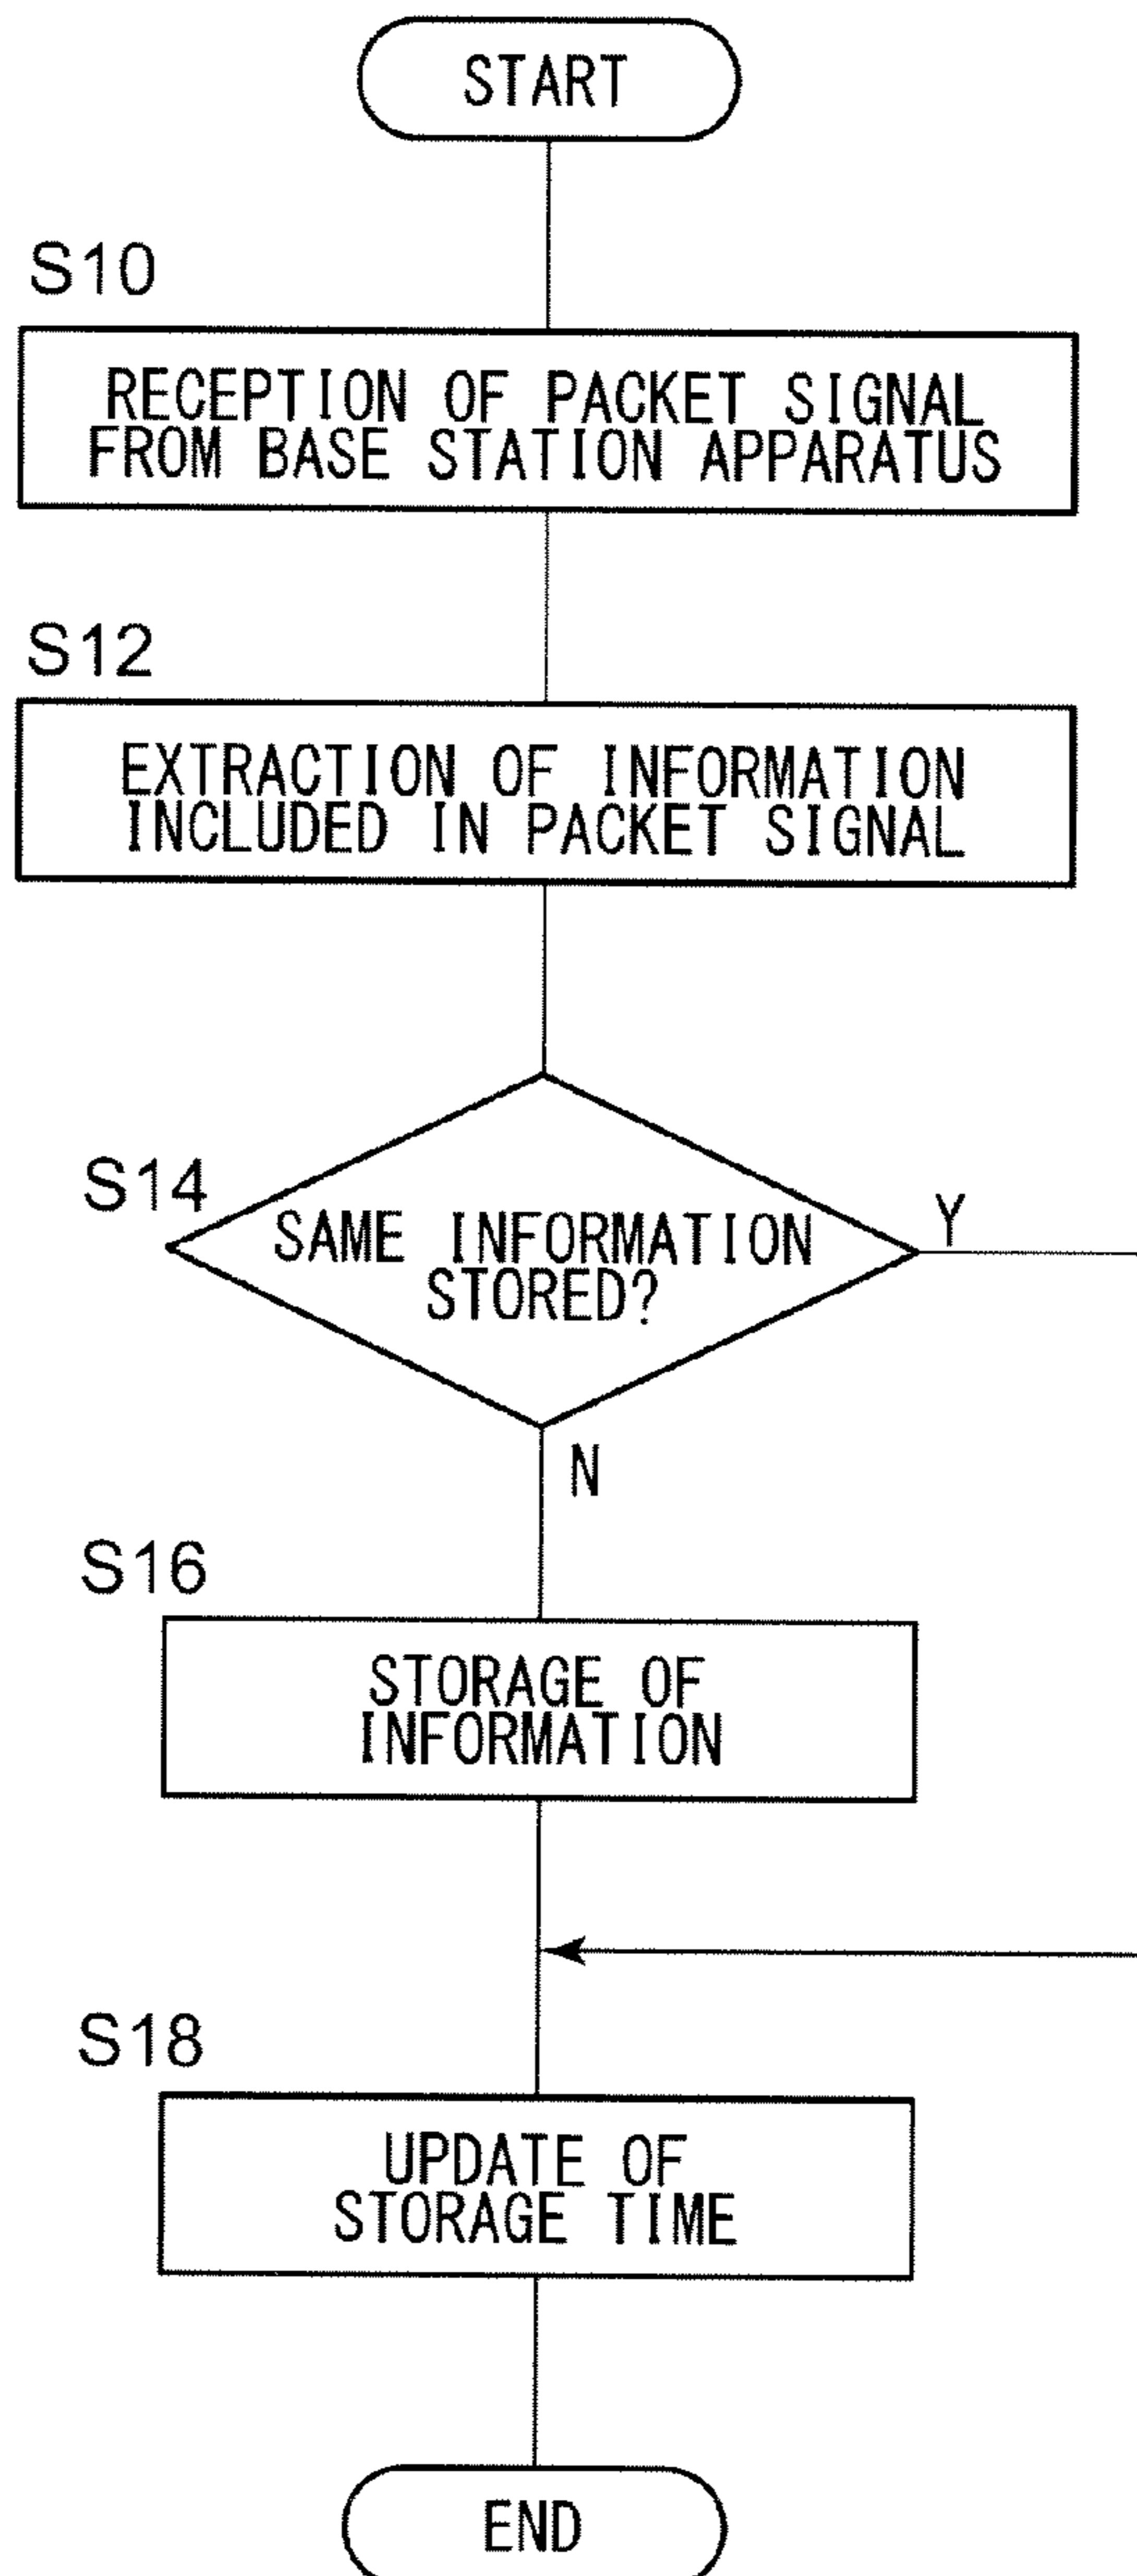 START
S10
RECEPTION OF PACKET SIGNAL
FROM BASE STATION APPARATUS
S12
EXTRACTION OF INFORMATION
INCLUDED IN PACKET SIGNAL
S14
SAME INFORMATION
STORED?
Y
N
S16
STORAGE OF
INFORMATION
S18
UPDATE OF
STORAGE TIME
END